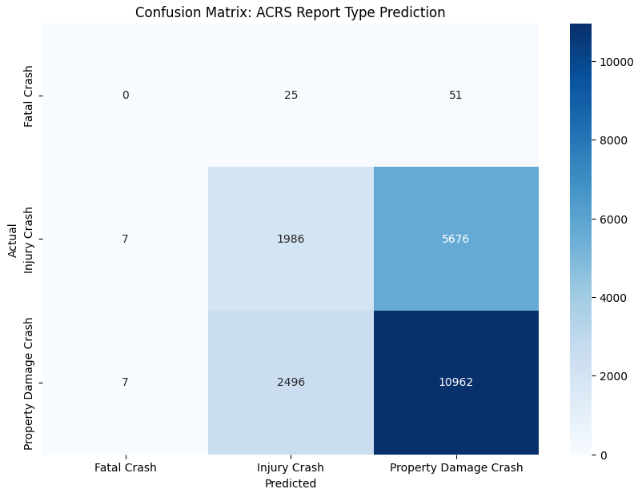 Confusion Matrix: ACRS Report Type Prediction
Actual
Fatal Crash
0 25 51
Injury Crash
7 1986 5676
Property Damage Crash
7 2496 10962
Fatal Crash Injury Crash Property Damage Crash
Predicted
10000
8000
6000
4000
2000
0